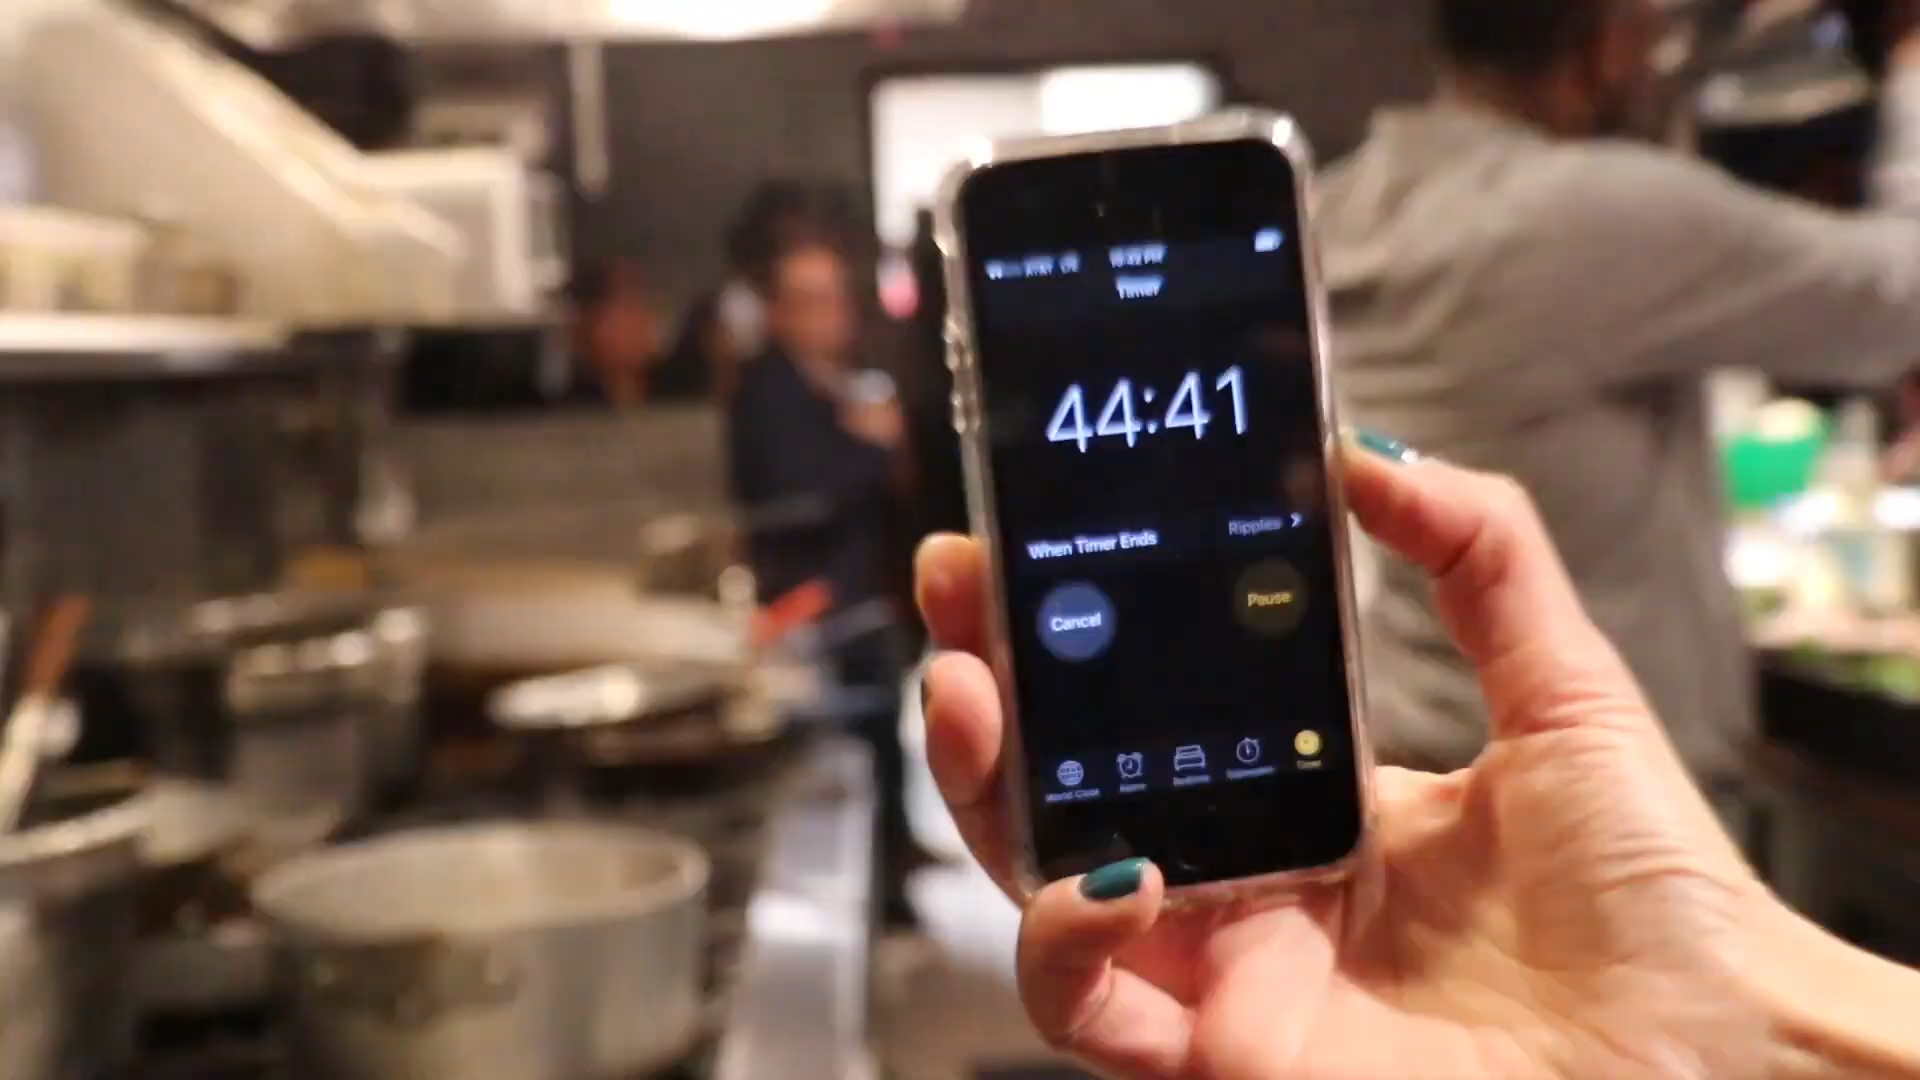 Timer
44:41
When Timer Ends
Ripples >
Cancel
Pause